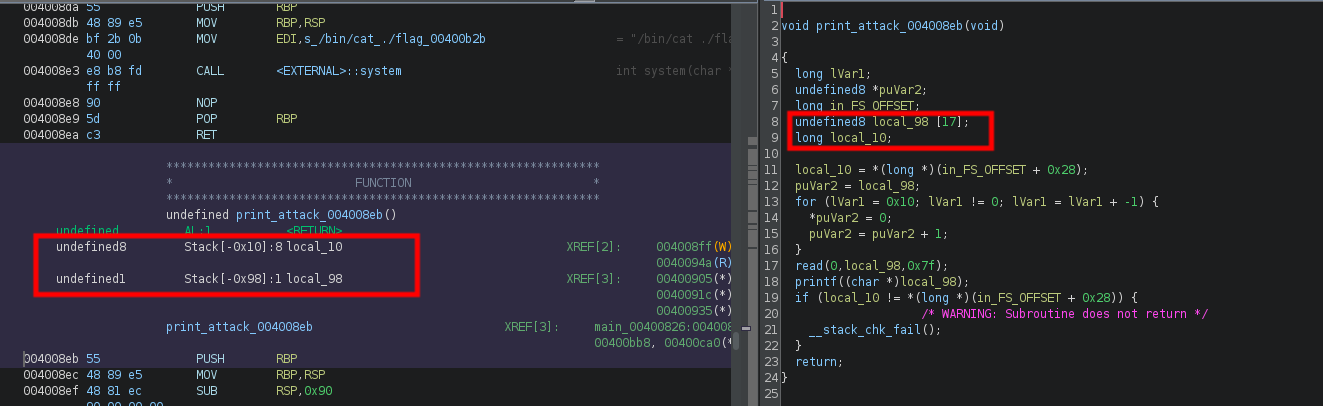 004008da 55 PUSH RBP
004008db 48 89 e5 MOV RBP,RSP
004008de bf 2b 0b MOV EDI,s_/bin/cat_./flag_00400b2b = "/bin/cat ./fla
40 00
004008e3 e8 b8 fd CALL <EXTERNAL>::system int system(char *
ff ff
004008e8 90 NOP
004008e9 5d POP RBP
004008ea c3 RET
**************************************************************
* FUNCTION *
**************************************************************
undefined print_attack_004008eb()
undefined AL:1 <RETURN>
undefined8 Stack[-0x10]:8 local_10 XREF[2]: 004008ff(W)
0040094a(R)
undefined1 Stack[-0x98]:1 local_98 XREF[3]: 00400905(*)
0040091c(*)
00400935(*)
print_attack_004008eb XREF[3]: main_00400826:004008
00400bb8, 00400ca0(*)
004008eb 55 PUSH RBP
004008ec 48 89 e5 MOV RBP,RSP
004008ef 48 81 ec SUB RSP,0x90
1
2 void print_attack_004008eb(void)
3
4 {
5 long lVar1;
6 undefined8 *puVar2;
7 long in_FS_OFFSET;
8 undefined8 local_98 [17];
9 long local_10;
10
11 local_10 = *(long *)(in_FS_OFFSET + 0x28);
12 puVar2 = local_98;
13 for (lVar1 = 0x10; lVar1 != 0; lVar1 = lVar1 + -1) {
14 *puVar2 = 0;
15 puVar2 = puVar2 + 1;
16 }
17 read(0,local_98,0x7f);
18 printf((char *)local_98);
19 if (local_10 != *(long *)(in_FS_OFFSET + 0x28)) {
20 /* WARNING: Subroutine does not return */
21 __stack_chk_fail();
22 }
23 return;
24 }
25